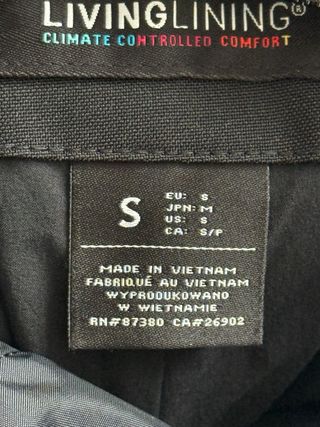 LIVINGLINING®
CLIMATE CONTROLLED COMFORT
S
EU: S
JPN: M
US: S
CA: S/P
MADE IN VIETNAM
FABRIQUÉ AU VIETNAM
WYPRODUKOWANO
W WIETNAMIE
RN#87380 CA#26902